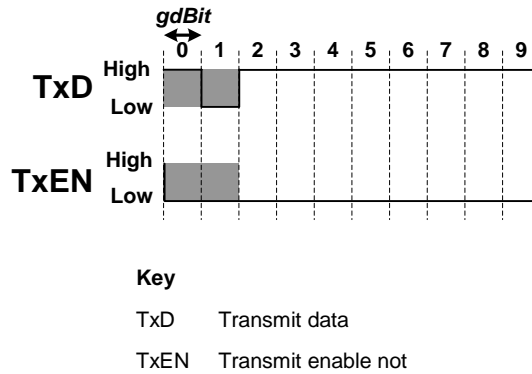 gdBit
0 1 2 3 4 5 6 7 8 9
TxD High
Low
TxEN High
Low
Key
TxD Transmit data
TxEN Transmit enable not